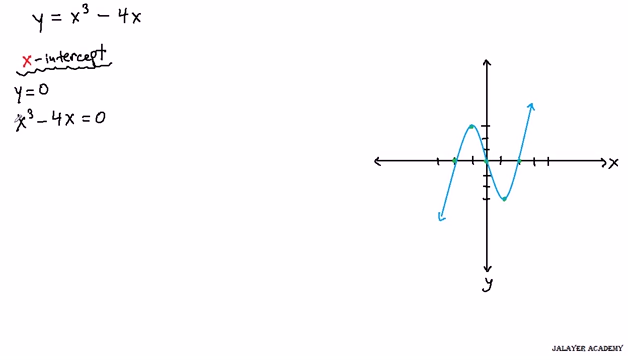 y = x³ - 4x
x-intercept
y = 0
x³ - 4x = 0
x
y
JALAYER ACADEMY